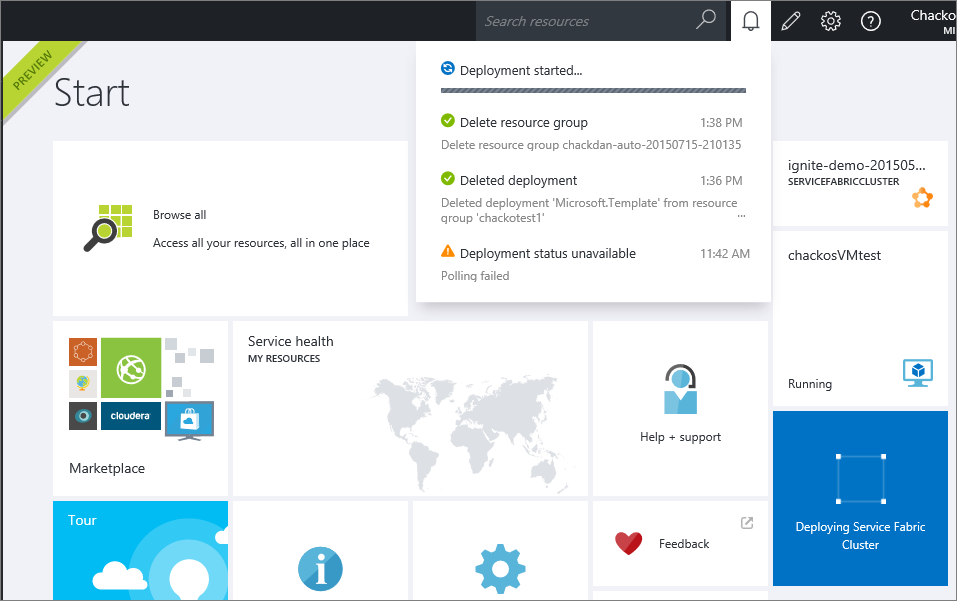 Search resources
Chacko
MI
PREVIEW
Start
Deployment started...
Delete resource group 1:38 PM
Delete resource group chackdan-auto-20150715-210135
Deleted deployment 1:36 PM
Deleted deployment 'Microsoft.Template' from resource
group 'chackotest1' ...
Deployment status unavailable 11:42 AM
Polling failed
Browse all
Access all your resources, all in one place
ignite-demo-201505...
SERVICEFABRICCLUSTER
chackosVMtest
Running
Service health
MY RESOURCES
cloudera
Marketplace
Help + support
Deploying Service Fabric
Cluster
Tour
Feedback